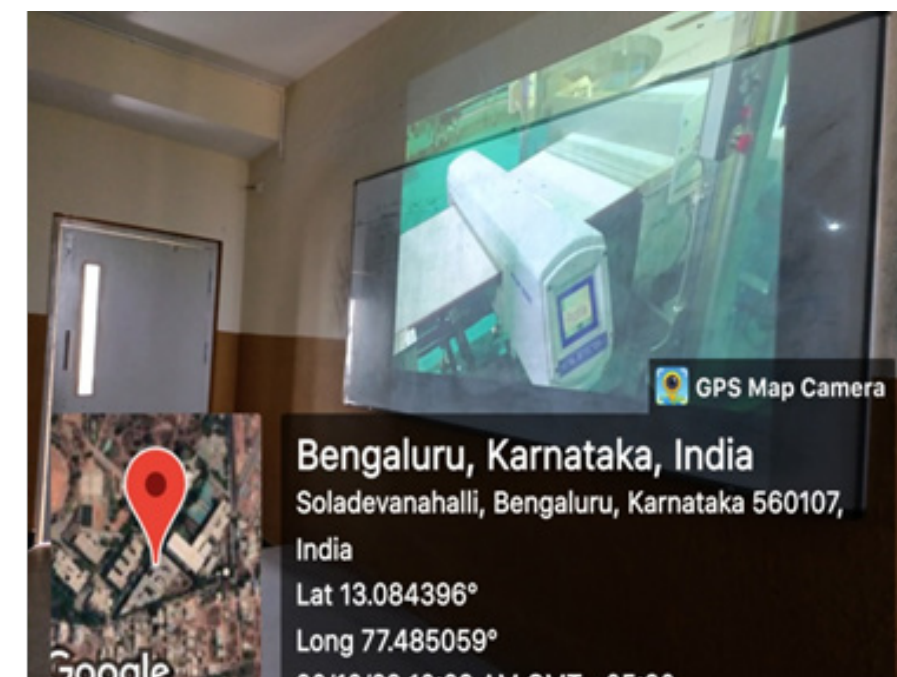 GPS Map Camera
Bengaluru, Karnataka, India
Soladevanahalli, Bengaluru, Karnataka 560107,
India
Lat 13.084396°
Long 77.485059°
Google